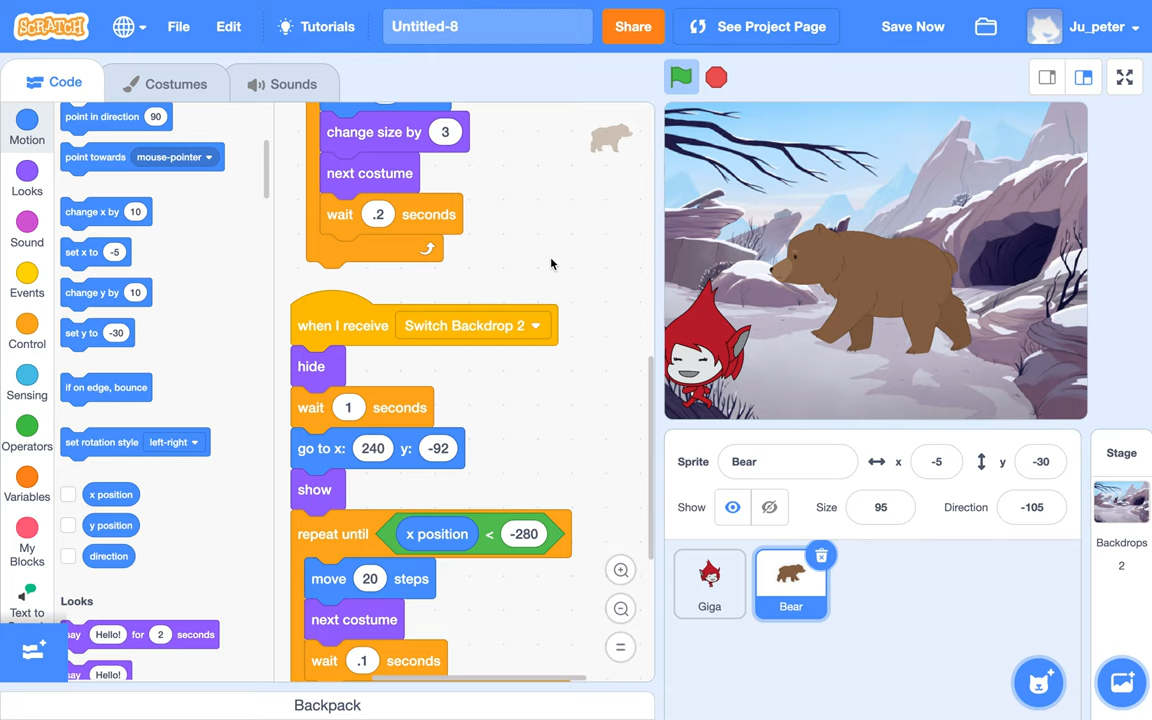 SCRATCH
File
Edit
Tutorials
Untitled-8
Share
See Project Page
Save Now
Ju_peter
Code
Costumes
Sounds
Motion
Looks
Sound
Events
Control
Sensing
Operators
Variables
My
Blocks
Text to
point in direction 90
point towards mouse-pointer
change x by 10
set x to -5
change y by 10
set y to -30
if on edge, bounce
set rotation style left-right
x position
y position
direction
Looks
say Hello! for 2 seconds
say Hello!
change size by 3
next costume
wait .2 seconds
when I receive Switch Backdrop 2
hide
wait 1 seconds
go to x: 240 y: -92
show
repeat until x position < -280
move 20 steps
next costume
wait .1 seconds
Backpack
Sprite Bear x -5 y -30
Show Size 95 Direction -105
Giga
Bear
Stage
Backdrops
2